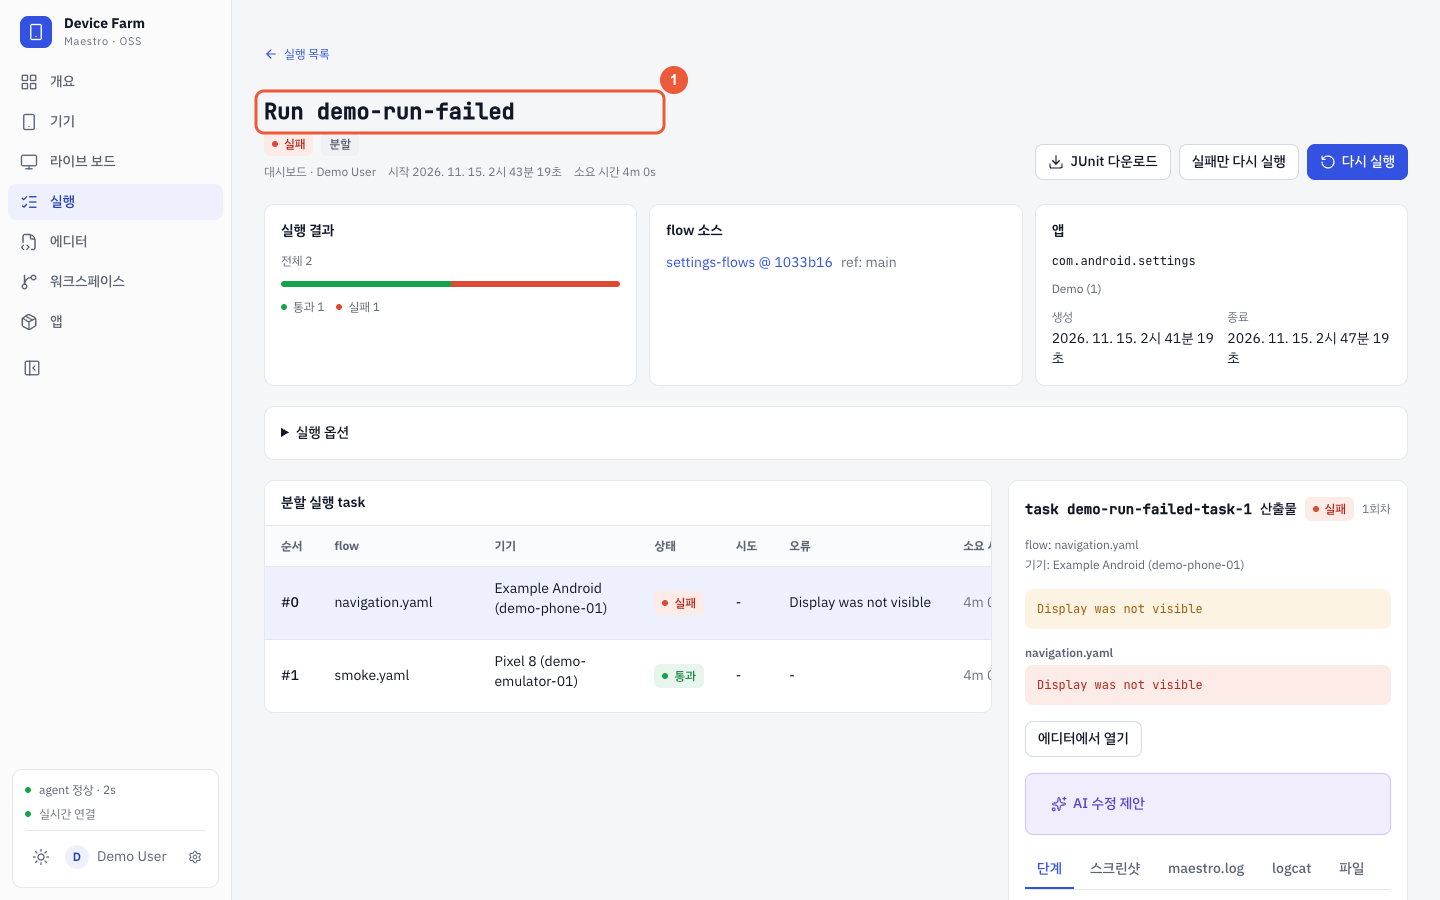 Device Farm
Maestro · OSS
개요
기기
라이브 보드
실행
에디터
워크스페이스
앱
agent 정상 · 2s
실시간 연결
D Demo User
실행 목록
1
Run demo-run-failed
실패 분할
대시보드 · Demo User 시작 2026. 11. 15. 2시 43분 19초 소요 시간 4m 0s
JUnit 다운로드 실패만 다시 실행 다시 실행
실행 결과
전체 2
통과 1 실패 1
flow 소스
settings-flows @ 1033b16 ref: main
앱
com.android.settings
Demo (1)
생성 종료
2026. 11. 15. 2시 41분 19초 2026. 11. 15. 2시 47분 19초
실행 옵션
분할 실행 task
순서 flow 기기 상태 시도 오류 소요
#0 navigation.yaml Example Android (demo-phone-01) 실패 - Display was not visible 4m
#1 smoke.yaml Pixel 8 (demo-emulator-01) 통과 - - 4m
task demo-run-failed-task-1 산출물 실패 1회차
flow: navigation.yaml
기기: Example Android (demo-phone-01)
Display was not visible
navigation.yaml
Display was not visible
에디터에서 열기
AI 수정 제안
단계 스크린샷 maestro.log logcat 파일